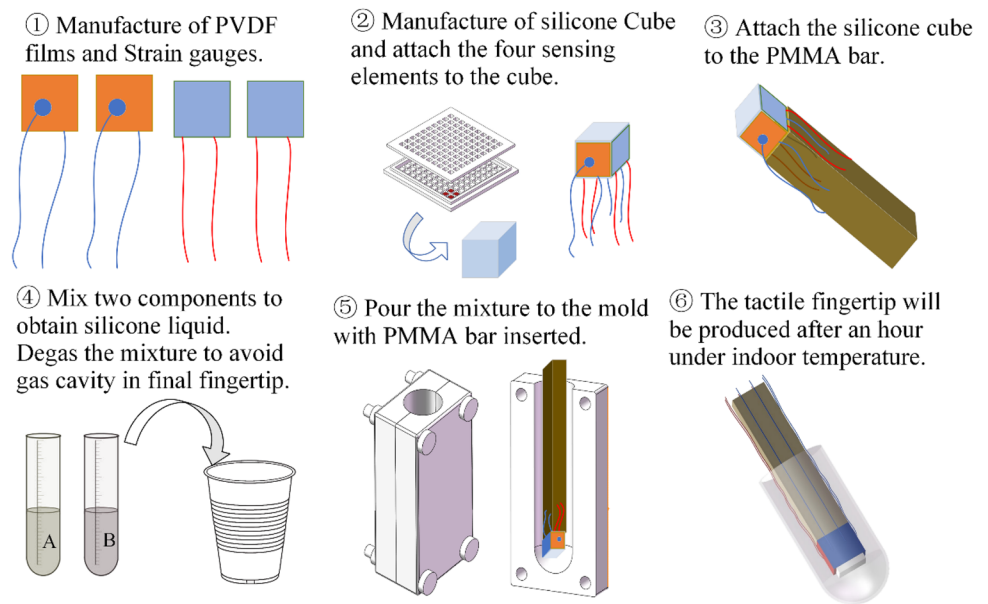 ① Manufacture of PVDF
films and Strain gauges.
② Manufacture of silicone Cube
and attach the four sensing
elements to the cube.
③ Attach the silicone cube
to the PMMA bar.
④ Mix two components to
obtain silicone liquid.
Degas the mixture to avoid
gas cavity in final fingertip.
A
B
⑤ Pour the mixture to the mold
with PMMA bar inserted.
⑥ The tactile fingertip will
be produced after an hour
under indoor temperature.